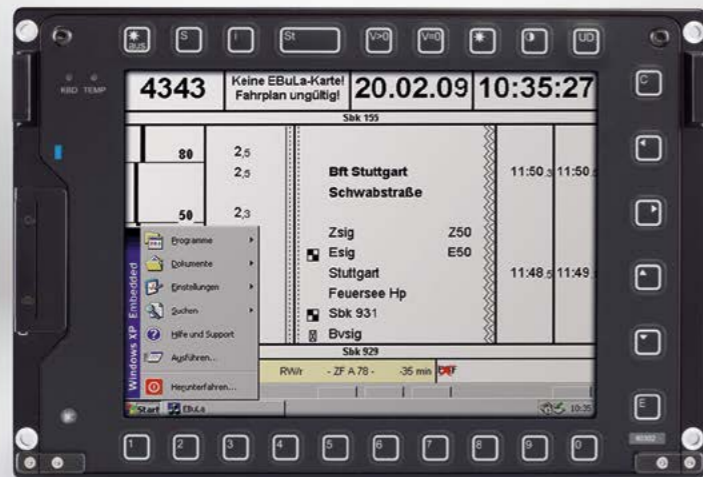 aus S I St V>0 V=0 UD
KBD TEMP
C
4343 Keine EBuLa-Karte! Fahrplan ungültig! 20.02.09 10:35:27
Sbk 155
80 2,5
2,5 Bft Stuttgart 11:50.3 11:50
Schwabstraße
50 2,3
Zsig Z50
Esig E50
Stuttgart 11:48.5 11:49
Feuersee Hp
Sbk 931
Bvsig
Sbk 929
RW/r - ZF A 78 - -35 min
Windows XP Embedded
Programme
Dokumente
Einstellungen
Suchen
Hilfe und Support
Ausführen...
Herunterfahren...
Start EBuLa 10:35
E
1 2 3 4 5 6 7 8 9 0